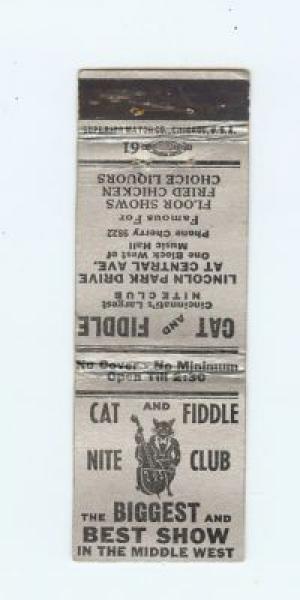 SUPERIOR MATCH CO., CHICAGO, U.S.A.
61
CAT AND FIDDLE
NITECLUB
Cincinnati's Largest
LINCOLN PARK DRIVE
AT CENTRAL AVE.
One Block West of
Music Hall
Phone Cherry 9822
Famous For
FLOOR SHOWS
FRIED CHICKEN
CHOICE LIQUORS
No Cover - No Minimum
Open Till 2:30
CAT AND FIDDLE
NITE CLUB
THE BIGGEST AND
BEST SHOW
IN THE MIDDLE WEST